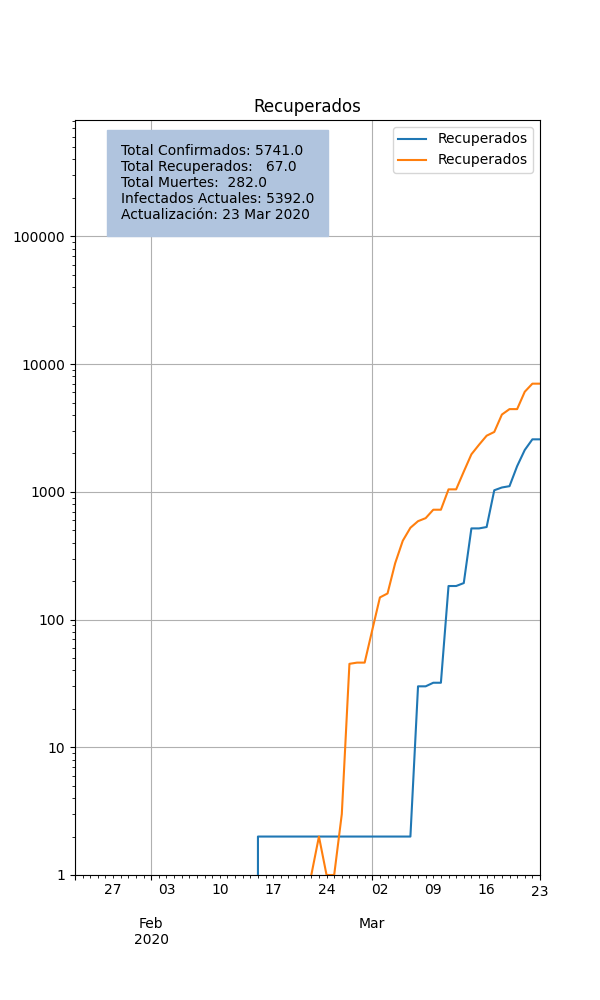 Recuperados
Total Confirmados: 5741.0
Total Recuperados:   67.0
Total Muertes:  282.0
Infectados Actuales: 5392.0
Actualización: 23 Mar 2020
Recuperados
Recuperados
100000
10000
1000
100
10
1
27 03 10 17 24 02 09 16 23
Feb Mar
2020